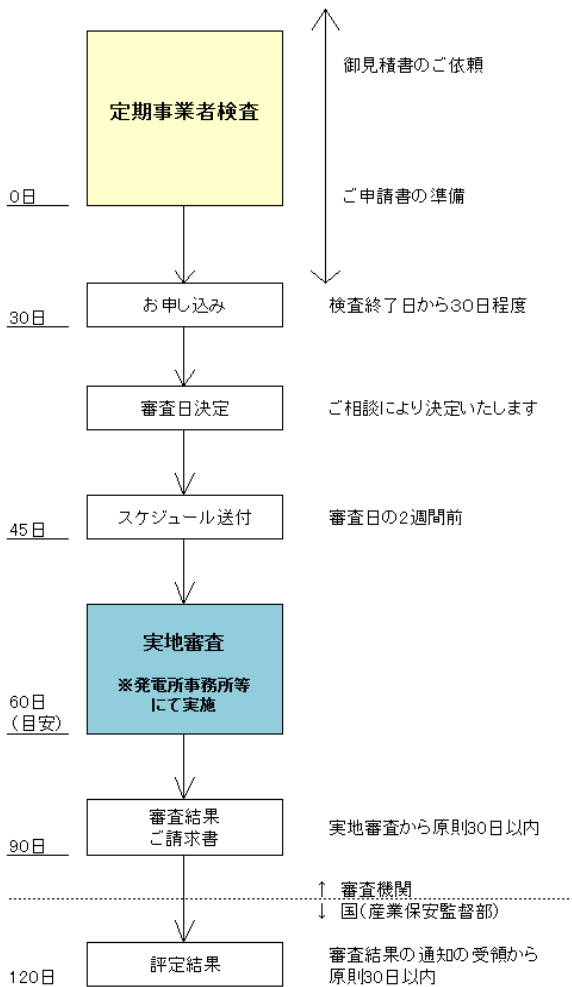 御見積書のご依頼
定期事業者検査
0日
ご申請書の準備
お申し込み
30日
検査終了日から30日程度
審査日決定
ご相談により決定いたします
スケジュール送付
45日
審査日の2週間前
実地審査
※発電所事務所等
にて実施
60日
(目安)
審査結果
ご請求書
90日
実地審査から原則30日以内
↑ 審査機関
↓ 国(産業保安監督部)
評定結果
120日
審査結果の通知の受領から
原則30日以内